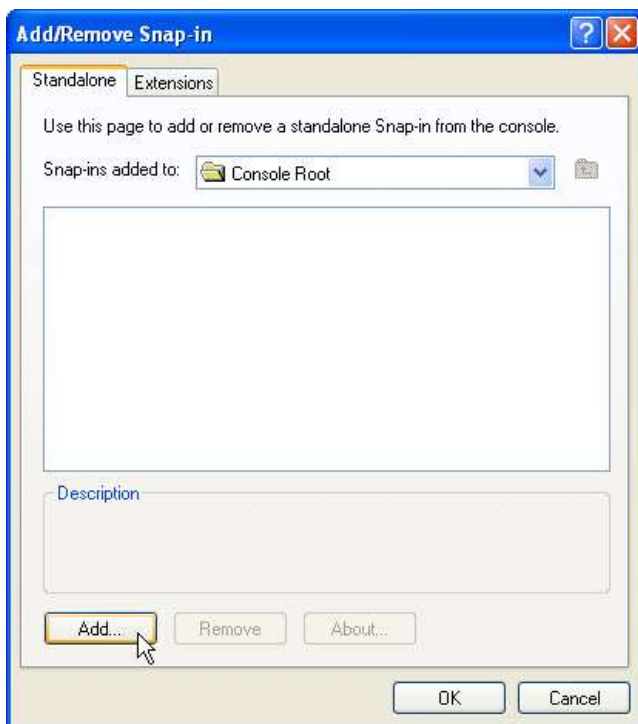 Add/Remove Snap-in
?
Standalone
Extensions
Use this page to add or remove a standalone Snap-in from the console.
Snap-ins added to:
Console Root
Description
Add...
Remove
About...
OK
Cancel